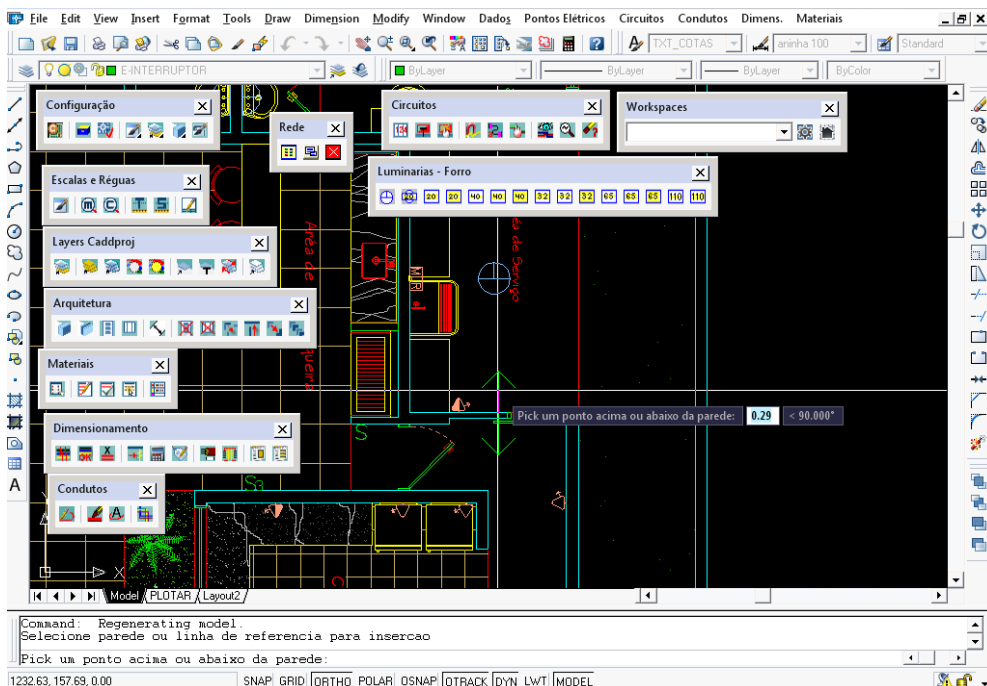 File Edit View Insert Format Tools Draw Dimension Modify Window Dados Pontos Elétricos Circuitos Condutos Dimens. Materiais
TXT_COTAS aninha 100 Standard
E-INTERRUPTOR ByLayer ByLayer ByLayer ByColor
Configuração
Rede
Circuitos
Workspaces
Luminarias - Forro
20 20 20 40 40 40 32 32 32 65 65 65 110 110
Escalas e Réguas
Layers Caddproj
Arquitetura
Materiais
Dimensionamento
Condutos
de Serviço
M.L.R.
S
S3
C
X
Pick um ponto acima ou abaixo da parede: 0.29 < 90.000°
Model PLOTAR Layout2
Command: Regenerating model.
Selecione parede ou linha de referencia para insercao
Pick um ponto acima ou abaixo da parede:
1232.63, 157.69, 0.00 SNAP GRID ORTHO POLAR OSNAP OTRACK DYN LWT MODEL